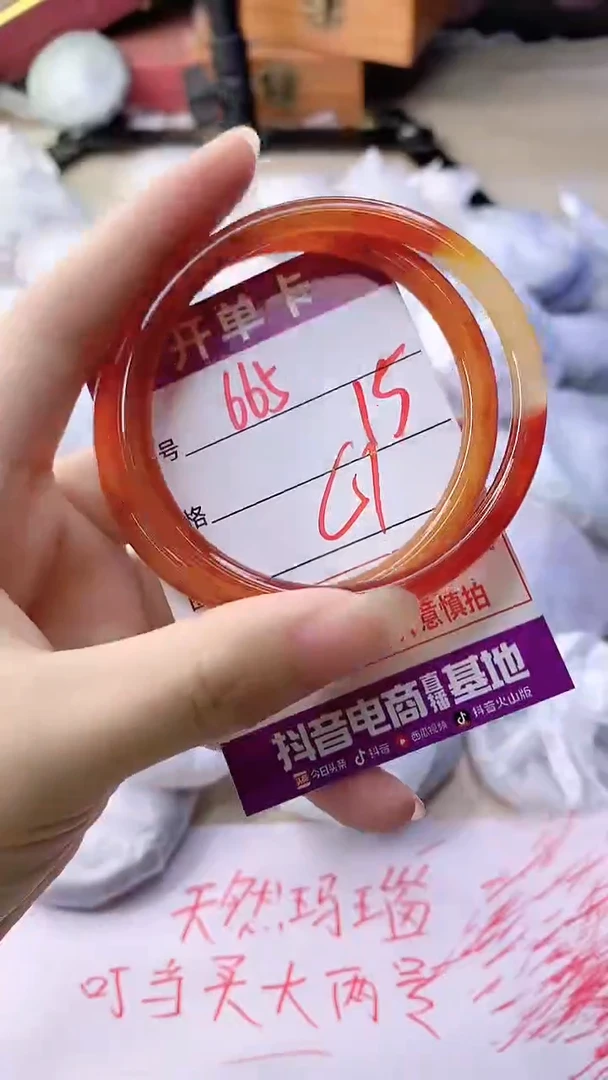 开单卡
665
号
15
格
61
意慎拍
抖音电商直播基地
今日头条 抖音 西瓜视频 抖音火山版
天然玛瑙
叮当买大两号